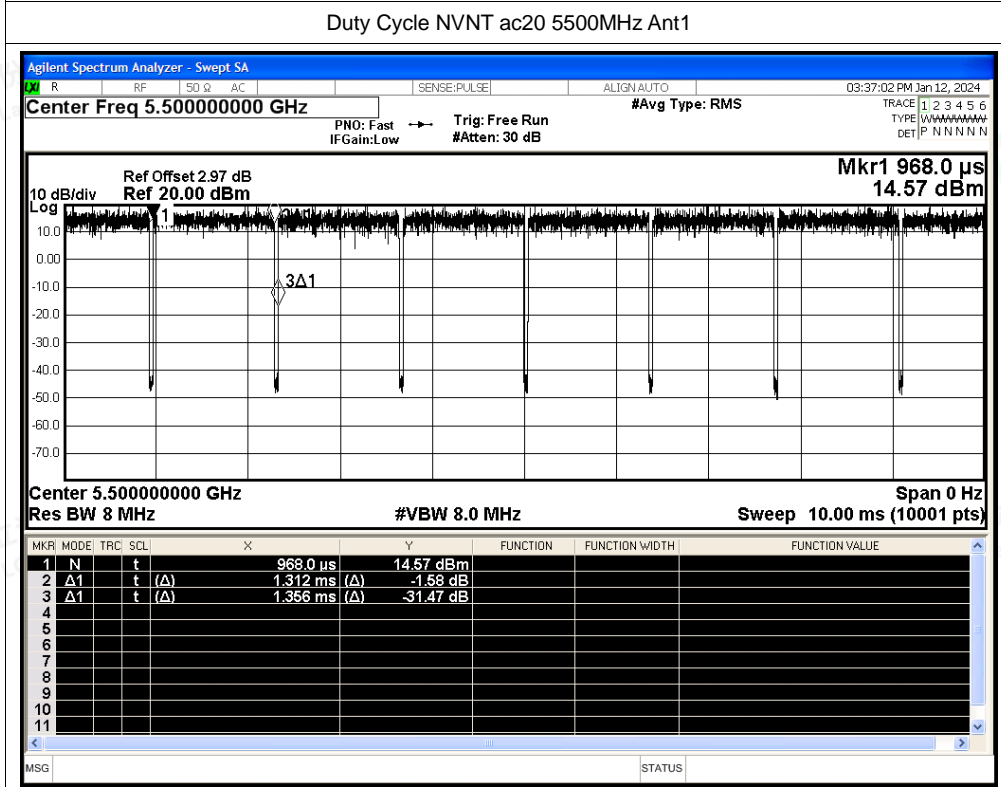 Duty Cycle NVNT ac20 5500MHz Ant1
Agilent Spectrum Analyzer - Swept SA
LXI R RF 50 Ω AC SENSE:PULSE ALIGN AUTO 03:37:02 PM Jan 12, 2024
Center Freq 5.500000000 GHz #Avg Type: RMS TRACE 1 2 3 4 5 6
PNO: Fast Trig: Free Run TYPE W
IFGain:Low #Atten: 30 dB DET P N N N N N
Mkr1 968.0 µs
Ref Offset 2.97 dB
10 dB/div Ref 20.00 dBm 14.57 dBm
Log
1
10.0
0.00
3Δ1
-10.0
-20.0
-30.0
-40.0
-50.0
-60.0
-70.0
Center 5.500000000 GHz Span 0 Hz
Res BW 8 MHz #VBW 8.0 MHz Sweep 10.00 ms (10001 pts)
MKR MODE TRC SCL X Y FUNCTION FUNCTION WIDTH FUNCTION VALUE
1 N t 968.0 µs 14.57 dBm
2 Δ1 t (Δ) 1.312 ms (Δ) -1.58 dB
3 Δ1 t (Δ) 1.356 ms (Δ) -31.47 dB
4
5
6
7
8
9
10
11
MSG STATUS